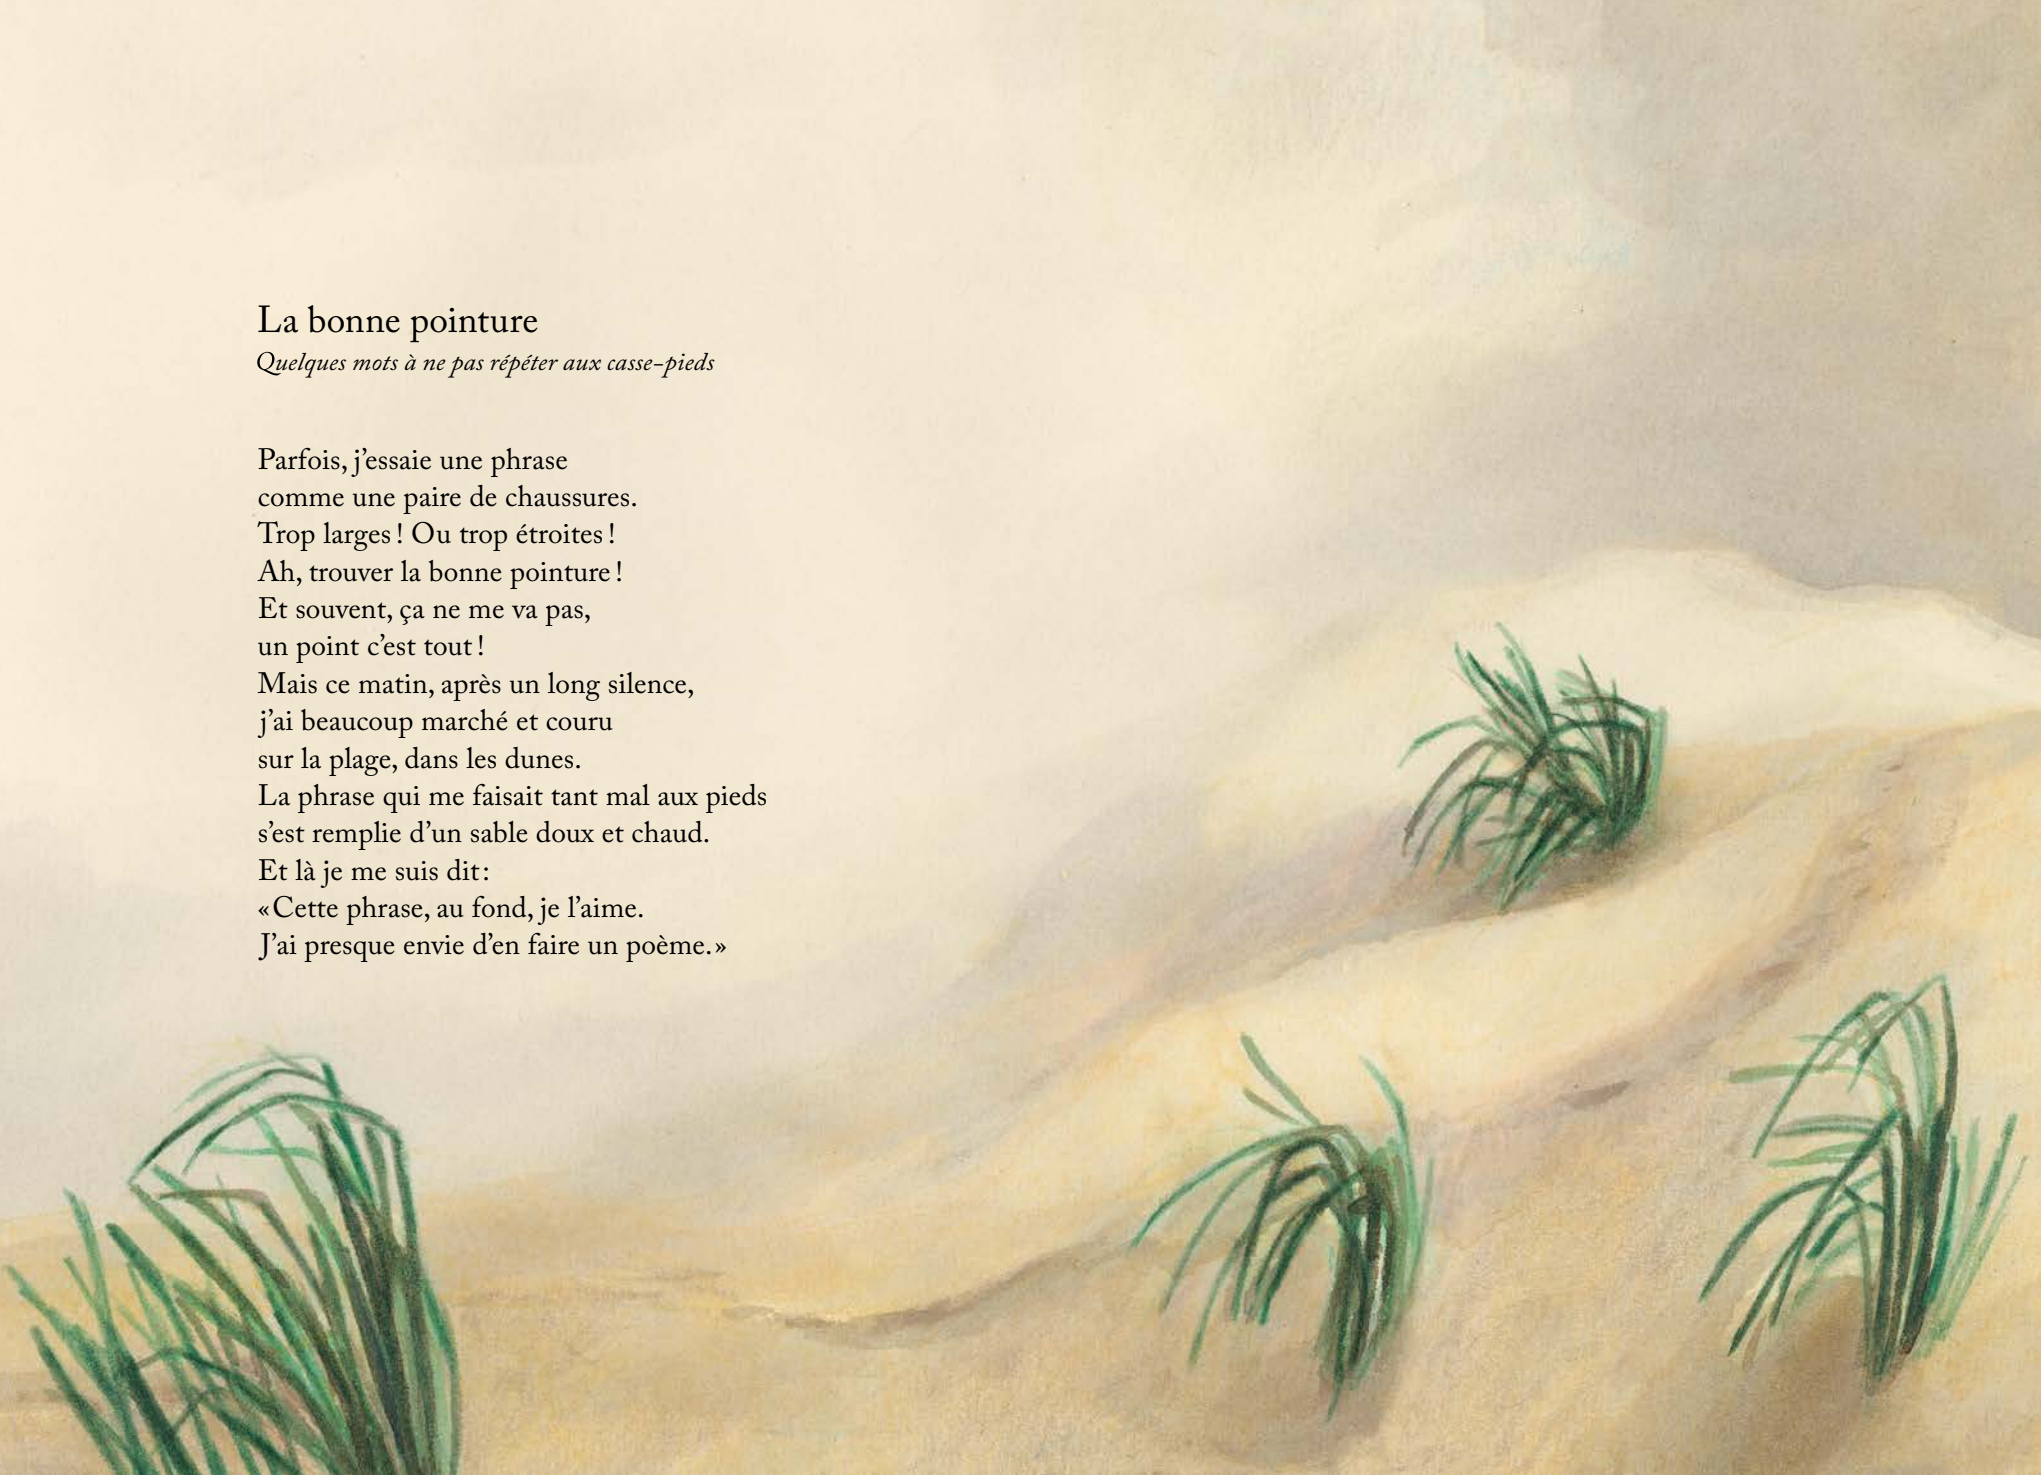 La bonne pointure
Quelques mots à ne pas répéter aux casse-pieds
Parfois, j’essaie une phrase
comme une paire de chaussures.
Trop larges ! Ou trop étroites !
Ah, trouver la bonne pointure !
Et souvent, ça ne me va pas,
un point c’est tout !
Mais ce matin, après un long silence,
j’ai beaucoup marché et couru
sur la plage, dans les dunes.
La phrase qui me faisait tant mal aux pieds
s’est remplie d’un sable doux et chaud.
Et là je me suis dit :
« Cette phrase, au fond, je l’aime.
J’ai presque envie d’en faire un poème. »